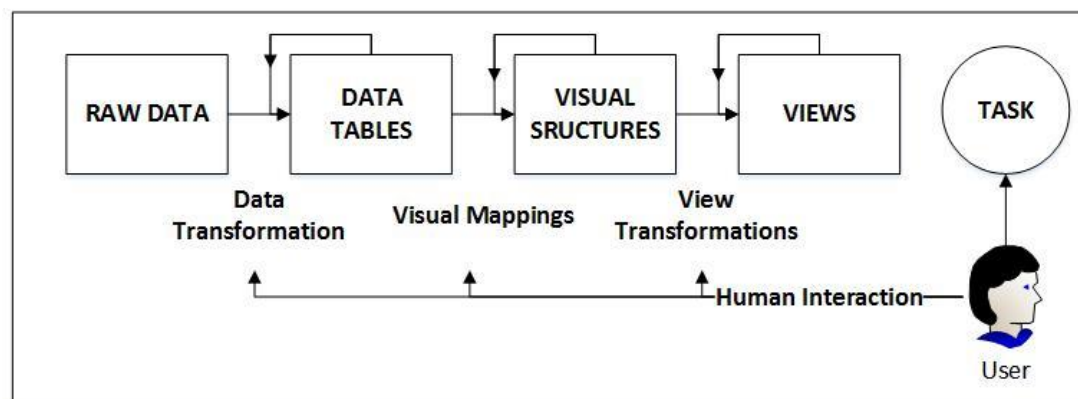 RAW DATA
DATA
TABLES
VISUAL
SRUCTURES
VIEWS
TASK
Data
Transformation
Visual Mappings
View
Transformations
Human Interaction
User